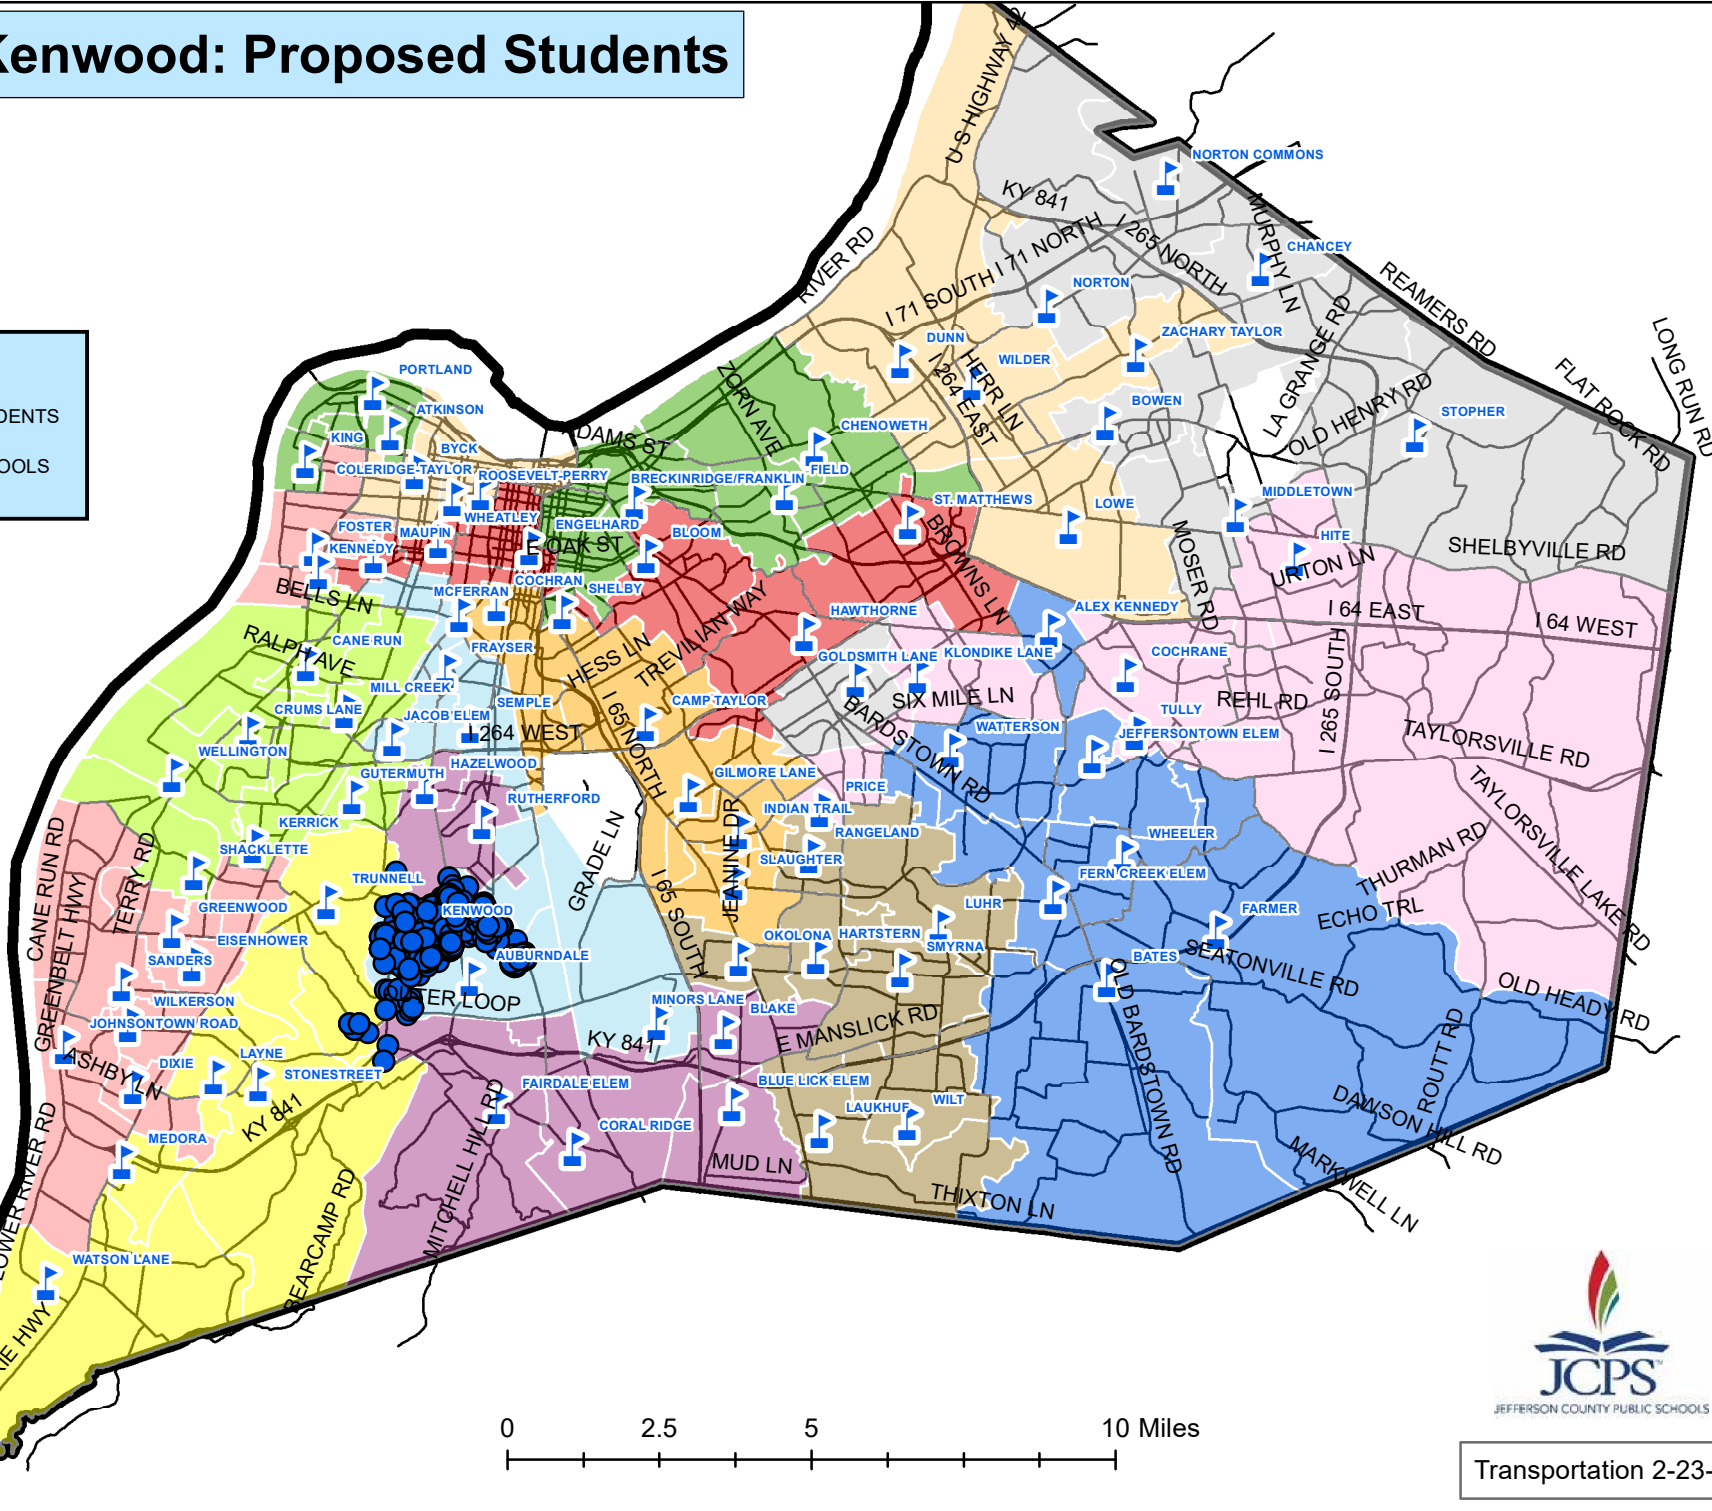 Kenwood: Proposed Students
DENTS
OOLS
U S HIGHWAY 42
NORTON COMMONS
KY 841
MURPHY LN
I 265 NORTH
I 71 NORTH
CHANCEY
RIVER RD
REAMERS RD
I 71 SOUTH
NORTON
LA GRANGE RD
LONG RUN RD
DUNN
ZACHARY TAYLOR
WILDER
HERR LN
I 264 EAST
FLAT ROCK RD
PORTLAND
ZORN AVE
OLD HENRY RD
BOWEN
STOPHER
ATKINSON
CHENOWETH
KING
ADAMS ST
BYCK
COLERIDGE-TAYLOR
ROOSEVELT-PERRY
BRECKINRIDGE/FRANKLIN
FIELD
MIDDLETOWN
ST. MATTHEWS
LOWE
WHEATLEY
FOSTER
MAUPIN
ENGELHARD
BLOOM
HITE
KENNEDY
E OAK ST
BROWNS LN
MOSER RD
SHELBYVILLE RD
URTON LN
BELLS LN
COCHRAN
MCFERRAN
SHELBY
HAWTHORNE
ALEX KENNEDY
I 64 EAST
I 64 WEST
RALPH AVE
CANE RUN
FRAYSER
HESS LN
TREVILIAN WAY
GOLDSMITH LANE
KLONDIKE LANE
COCHRANE
I 265 SOUTH
MILL CREEK
SEMPLE
CAMP TAYLOR
SIX MILE LN
REHL RD
CRUMS LANE
JACOB ELEM
I 65 NORTH
BARDSTOWN RD
WATTERSON
TULLY
I 264 WEST
JEFFERSONTOWN ELEM
TAYLORSVILLE RD
WELLINGTON
HAZELWOOD
GUTERMUTH
GILMORE LANE
PRICE
TAYLORSVILLE LAKE RD
RUTHERFORD
INDIAN TRAIL
KERRICK
JEANINE DR
RANGELAND
WHEELER
CANE RUN RD
TERRY RD
SHACKLETTE
GRADE LN
SLAUGHTER
THURMAN RD
TRUNNELL
FERN CREEK ELEM
GREENBELT HWY
GREENWOOD
KENWOOD
I 65 SOUTH
LUHR
FARMER
ECHO TRL
EISENHOWER
OKOLONA
HARTSTERN
SMYRNA
SANDERS
AUBURNDALE
BATES
SEATONVILLE RD
OLD HEADY RD
WILKERSON
TER LOOP
MINORS LANE
BLAKE
OLD BARDSTOWN RD
JOHNSONTOWN ROAD
KY 841
E MANSLICK RD
ROUTT RD
ASHBY LN
DIXIE
LAYNE
STONESTREET
FAIRDALE ELEM
BLUE LICK ELEM
WILT
LAUKHUF
DAWSON HILL RD
KY 841
MEDORA
CORAL RIDGE
MITCHELL HILL RD
MUD LN
MARKWELL LN
LOWER RIVER RD
BEARCAMP RD
THIXTON LN
WATSON LANE
XIE HWY
JCPS
JEFFERSON COUNTY PUBLIC SCHOOLS
0 2.5 5 10 Miles
Transportation 2-23-